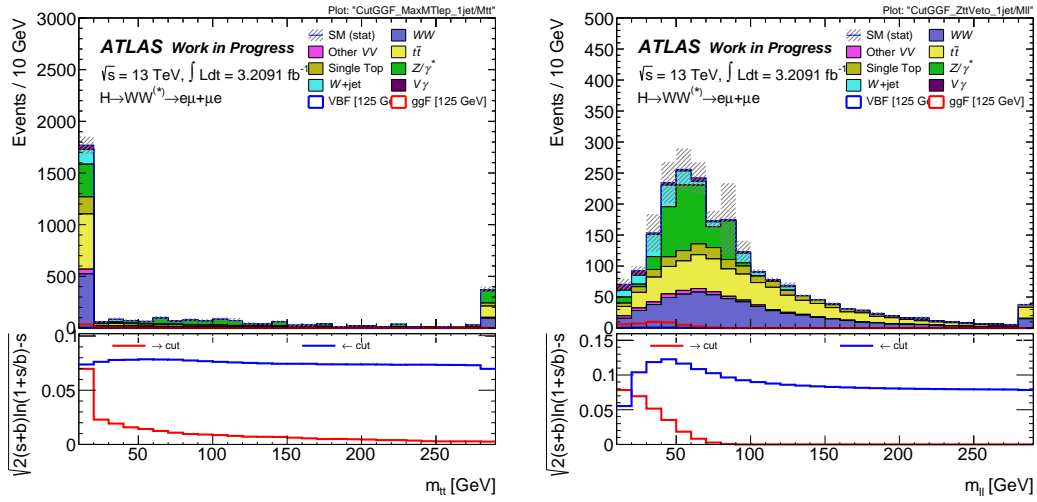 Plot: "CutGGF_MaxMTlep_1jet/Mtt"
Events / 10 GeV
3000
2500
2000
1500
1000
500
0
ATLAS Work in Progress
√s = 13 TeV, ∫ Ldt = 3.2091 fb⁻¹
H→WW(*)→eμ+μe
SM (stat)
WW
Other VV
tt̄
Single Top
Z/γ*
W+jet
Vγ
VBF [125 GeV]
ggF [125 GeV]
√2(s+b)ln(1+s/b)-s
0.1
0.05
0
→ cut
← cut
50 100 150 200 250
m_tt [GeV]
Plot: "CutGGF_ZttVeto_1jet/Mll"
Events / 10 GeV
500
450
400
350
300
250
200
150
100
50
0
ATLAS Work in Progress
√s = 13 TeV, ∫ Ldt = 3.2091 fb⁻¹
H→WW(*)→eμ+μe
SM (stat)
WW
Other VV
tt̄
Single Top
Z/γ*
W+jet
Vγ
VBF [125 GeV]
ggF [125 GeV]
√2(s+b)ln(1+s/b)-s
0.15
0.1
0.05
0
→ cut
← cut
50 100 150 200 250
m_ll [GeV]